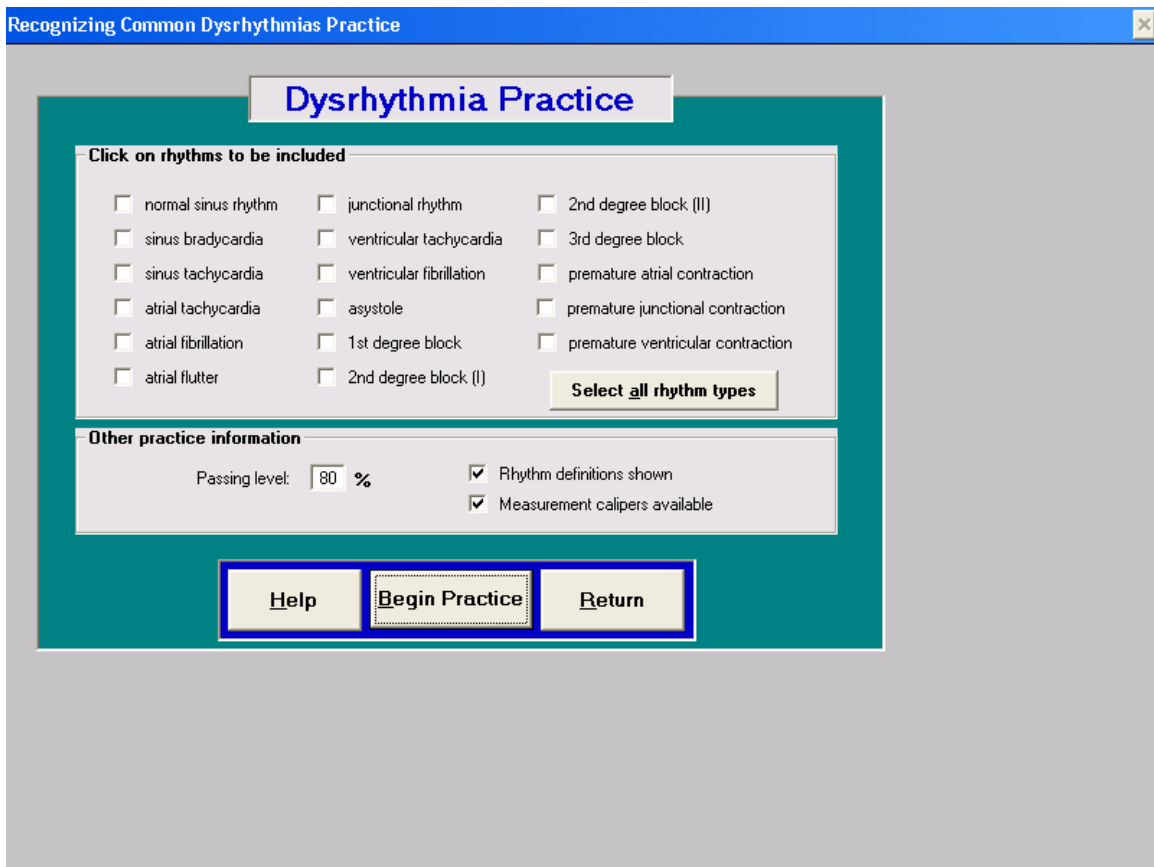 Recognizing Common Dysrhythmias Practice
Dysrhythmia Practice
Click on rhythms to be included
normal sinus rhythm
sinus bradycardia
sinus tachycardia
atrial tachycardia
atrial fibrillation
atrial flutter
junctional rhythm
ventricular tachycardia
ventricular fibrillation
asystole
1st degree block
2nd degree block (I)
2nd degree block (II)
3rd degree block
premature atrial contraction
premature junctional contraction
premature ventricular contraction
Select all rhythm types
Other practice information
Passing level: 80 %
Rhythm definitions shown
Measurement calipers available
Help
Begin Practice
Return